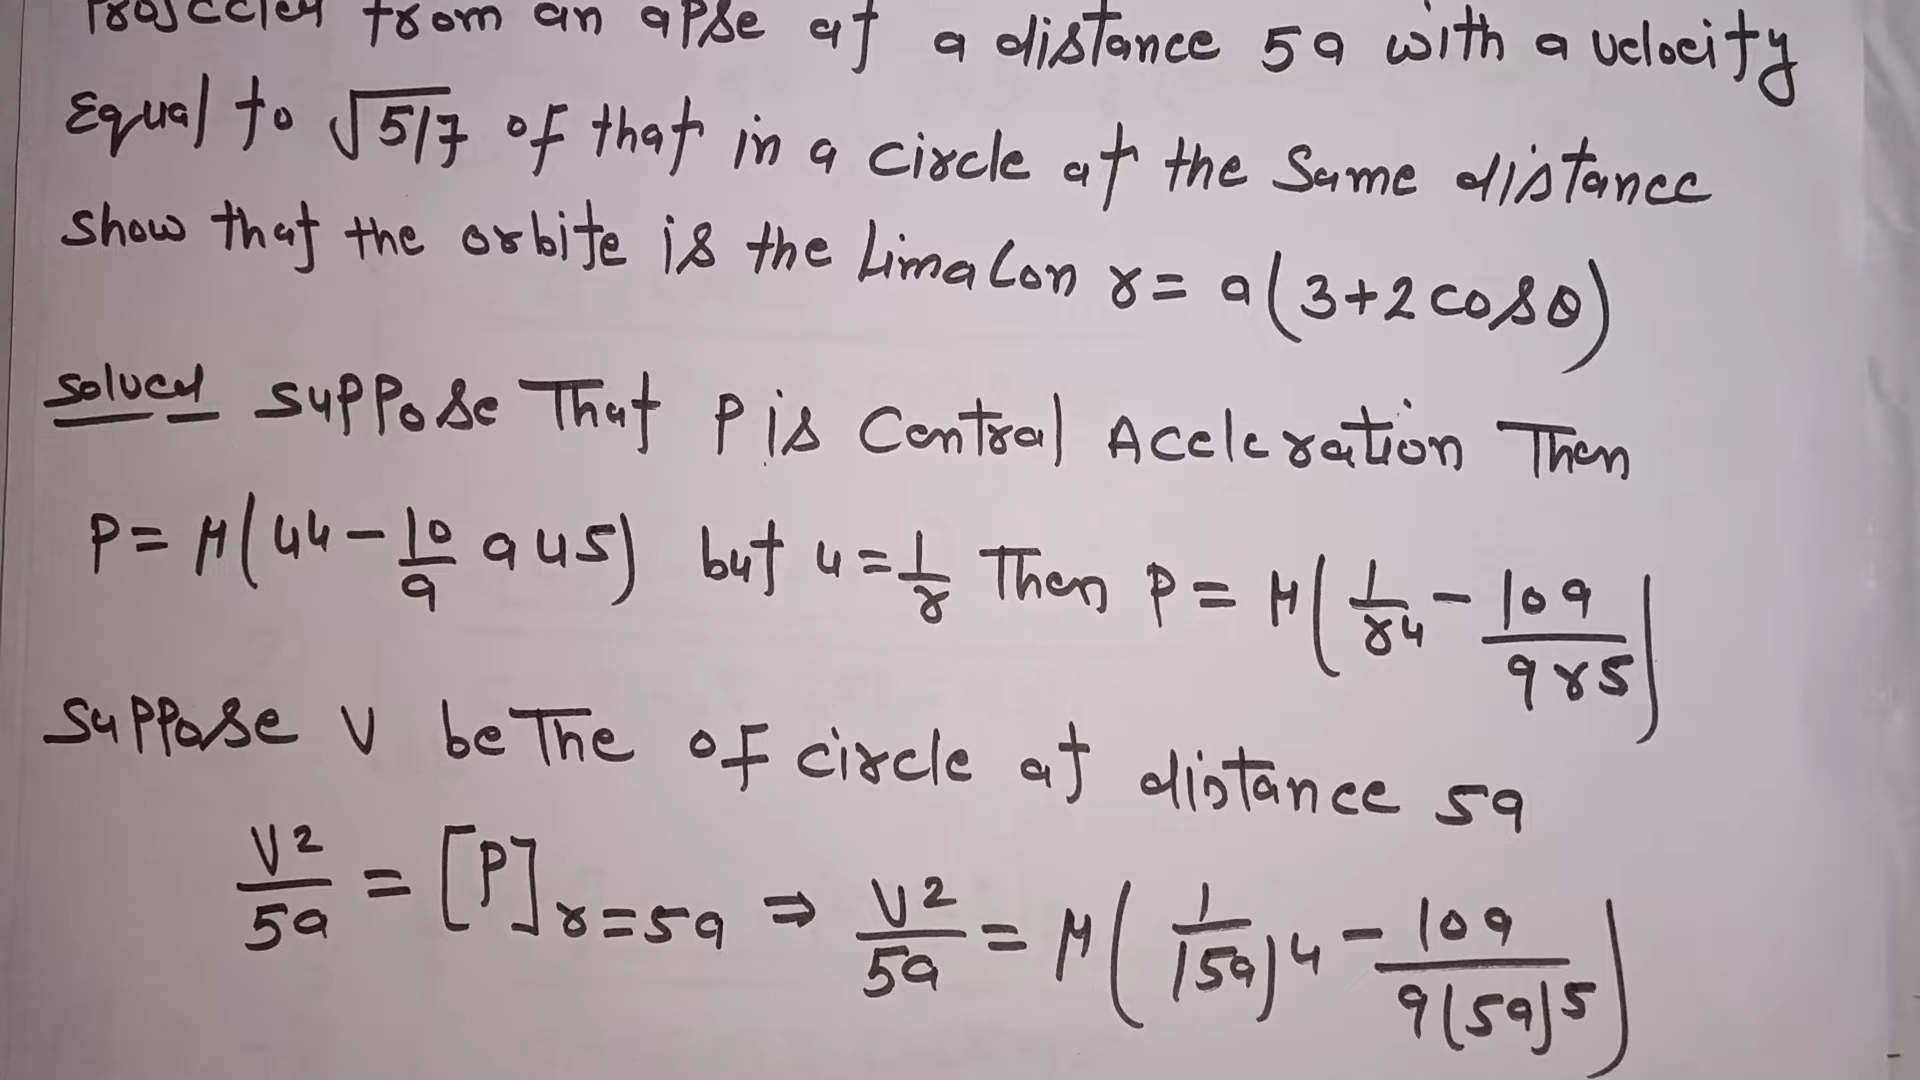 Projected from an apse at a distance 5a with a velocity
Equal to √5/7 of that in a circle at the Same distance
Show that the orbite is the Limacon r = a(3+2cosθ)
Solved Suppose That P is Central Aceleration Then
P = μ(u4 - 10/9 au5) but u = 1/r Then P = μ(1/r4 - 10a/9r5)
Suppose V be The of circle at distance 5a
V2/5a = [P]r=5a ⇒ V2/5a = μ(1/(5a)4 - 10a/9(5a)5)